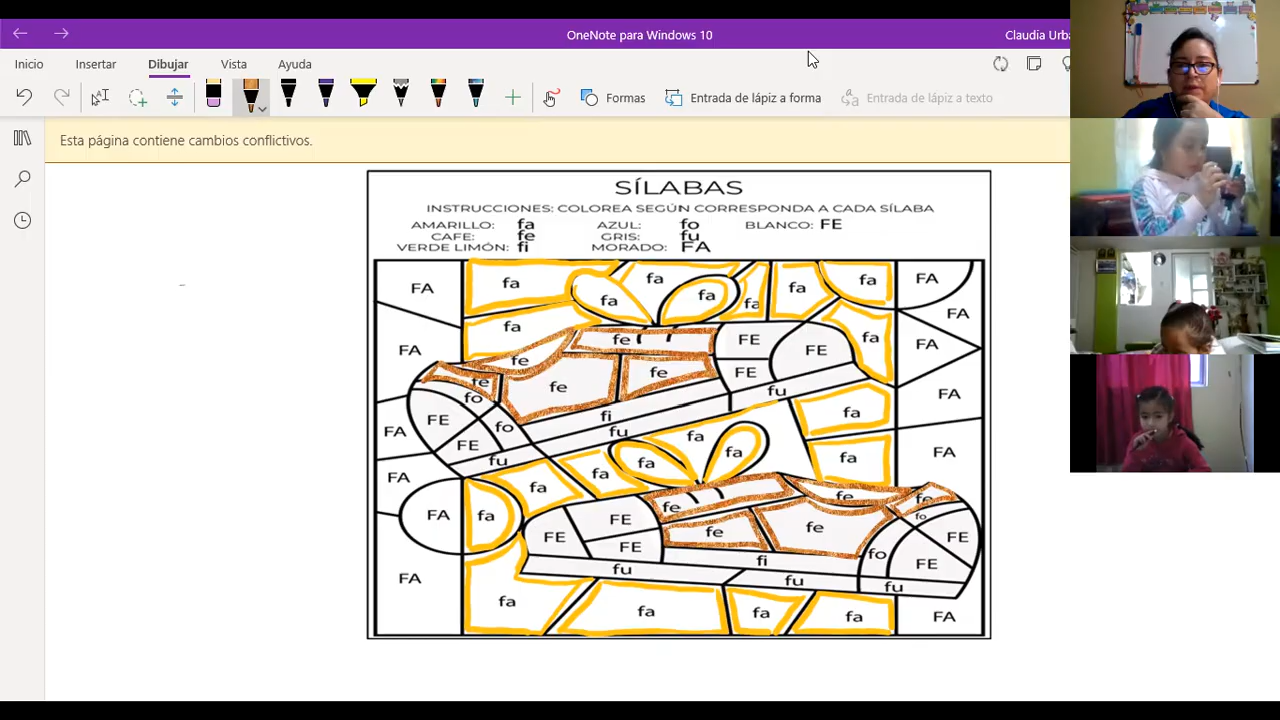 OneNote para Windows 10
Claudia Urba
Inicio Insertar Dibujar Vista Ayuda
Formas Entrada de lápiz a forma Entrada de lápiz a texto
Esta página contiene cambios conflictivos.
SÍLABAS
INSTRUCCIONES: COLOREA SEGÚN CORRESPONDA A CADA SÍLABA
AMARILLO: fa AZUL: fo BLANCO: FE
CAFE: fe GRIS: fu
VERDE LIMÓN: fi MORADO: FA
FA fa fa fa fa fa fa fa FA
FA
fa fe FE fa FA
FA fe FE
fe fe FE
fe fo fu FA
FE fi fa
FA FE fo fu fa
fu fa fa FA
FA fa fa fa fa
FA fa fe fe fe
FE fe fe fo
FE FE fe fe fo FE
fi FE
fu fu fu
FA fa fa fa fa FA